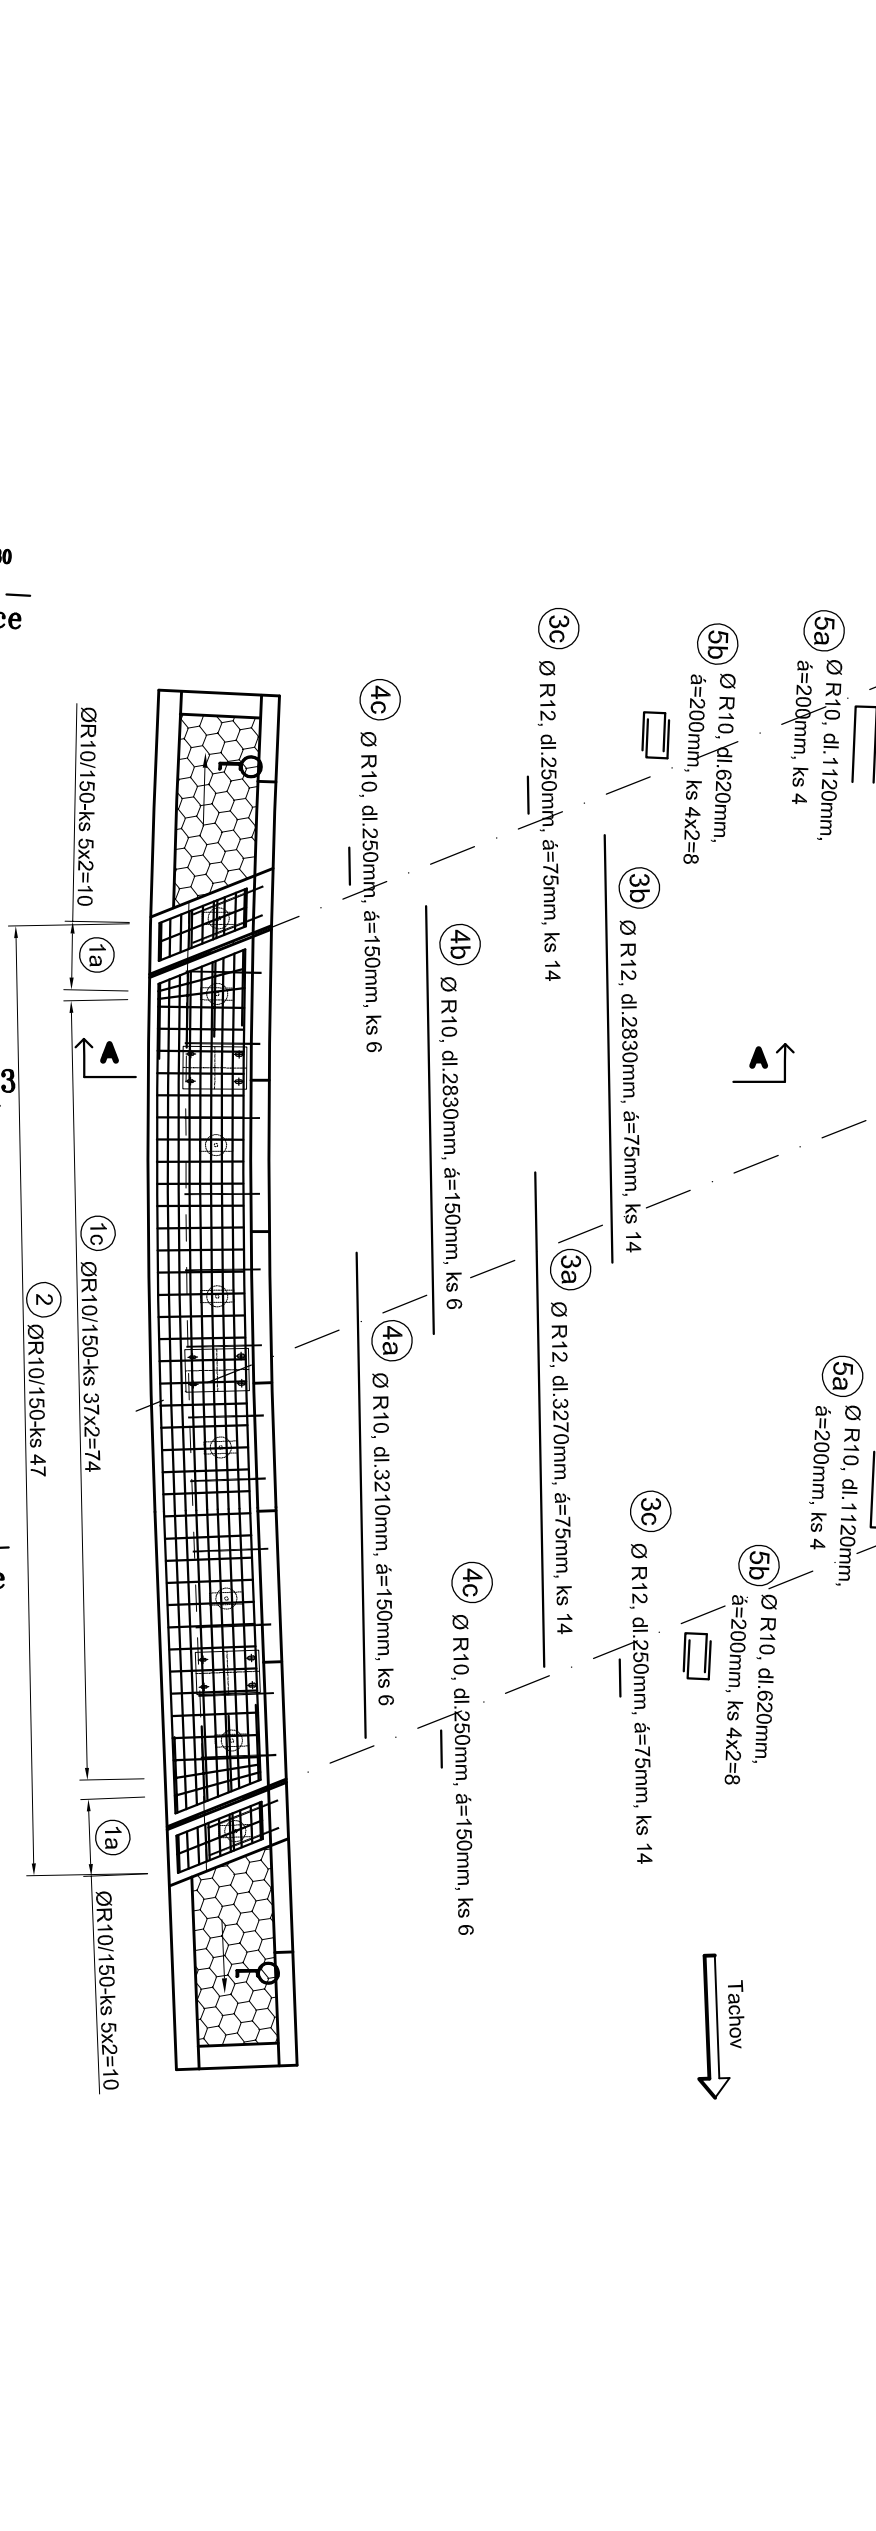 5a
Ø R10, dl.1120mm,
á=200mm, ks 4
5b
Ø R10, dl.620mm,
á=200mm, ks 4x2=8
3c
Ø R12, dl.250mm, á=75mm, ks 14
3b
Ø R12, dl.2830mm, á=75mm, ks 14
4c
Ø R10, dl.250mm, á=150mm, ks 6
4b
Ø R10, dl.2830mm, á=150mm, ks 6
3a
Ø R12, dl.3270mm, á=75mm, ks 14
4a
Ø R10, dl.3210mm, á=150mm, ks 6
5a
Ø R10, dl.1120mm,
á=200mm, ks 4
5b
Ø R10, dl.620mm,
á=200mm, ks 4x2=8
3c
Ø R12, dl.250mm, á=75mm, ks 14
4c
Ø R10, dl.250mm, á=150mm, ks 6
Tachov
A
A
ØR10/150-ks 5x2=10
1a
1c
ØR10/150-ks 37x2=74
2
ØR10/150-ks 47
1a
ØR10/150-ks 5x2=10
ce
3